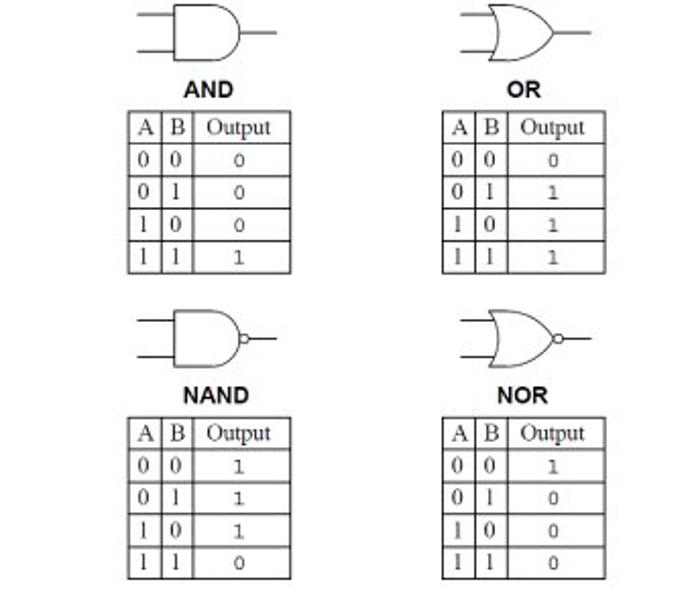 AND
A B Output
0 0 0
0 1 0
1 0 0
1 1 1
OR
A B Output
0 0 0
0 1 1
1 0 1
1 1 1
NAND
A B Output
0 0 1
0 1 1
1 0 1
1 1 0
NOR
A B Output
0 0 1
0 1 0
1 0 0
1 1 0